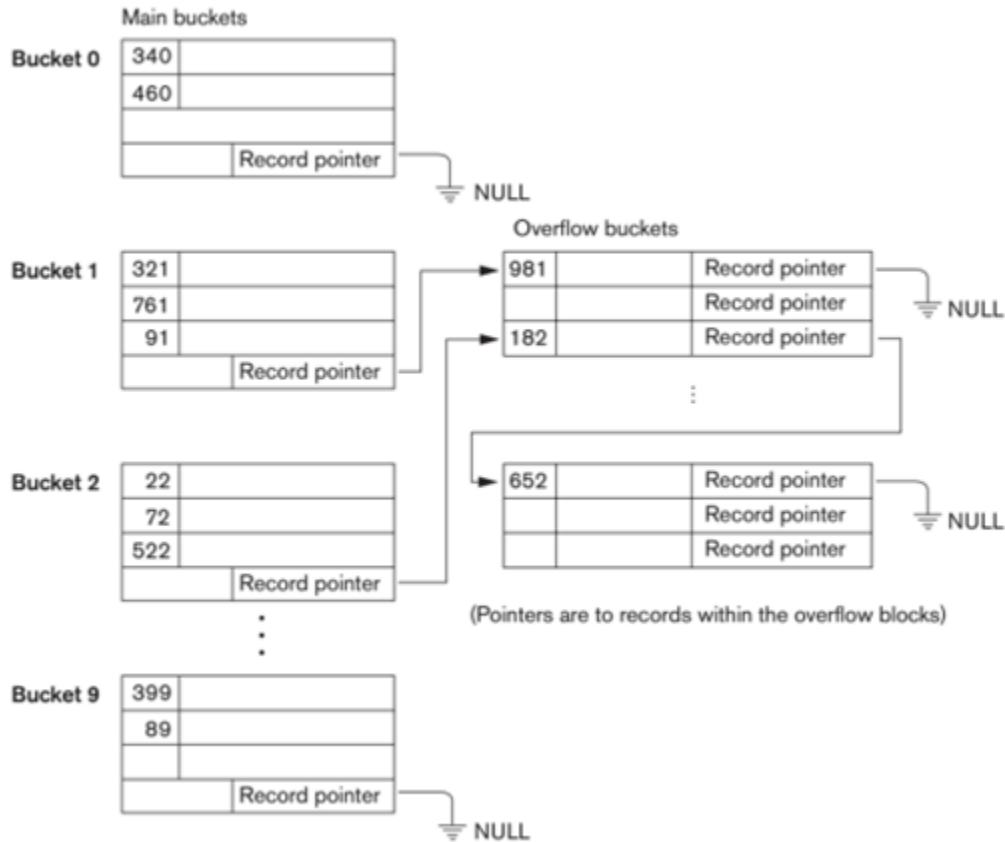 Main buckets
Bucket 0
340
460
Record pointer
NULL
Overflow buckets
Bucket 1
321
761
91
Record pointer
981 Record pointer
Record pointer
182 Record pointer
NULL
Bucket 2
22
72
522
Record pointer
652 Record pointer
Record pointer
Record pointer
NULL
(Pointers are to records within the overflow blocks)
Bucket 9
399
89
Record pointer
NULL